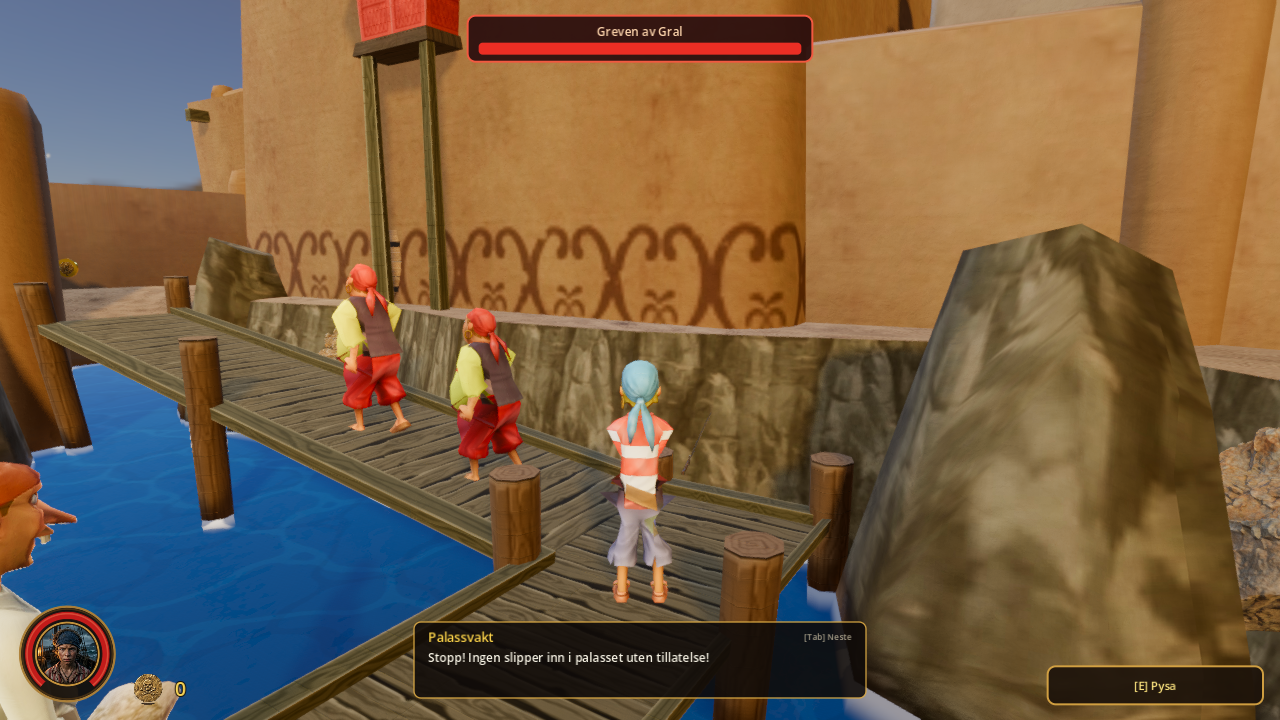 Greven av Gral
Palassvakt
[Tab] Neste
Stopp! Ingen slipper inn i palasset uten tillatelse!
0
[E] Pysa